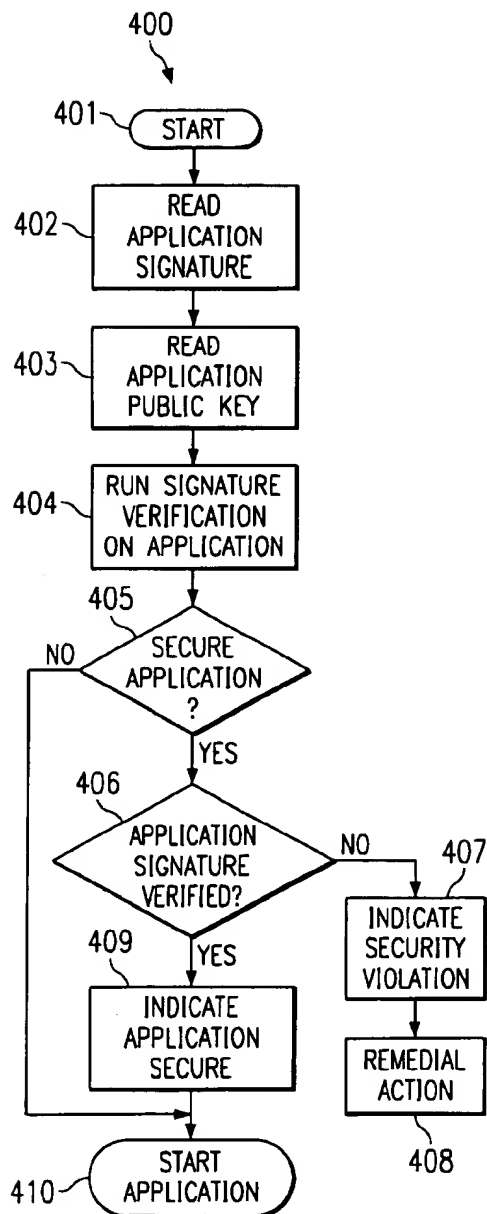 400
401
START
402
READ
APPLICATION
SIGNATURE
403
READ
APPLICATION
PUBLIC KEY
404
RUN SIGNATURE
VERIFICATION
ON APPLICATION
405
NO
SECURE
APPLICATION
?
YES
406
APPLICATION
SIGNATURE
VERIFIED?
NO
407
INDICATE
SECURITY
VIOLATION
YES
409
INDICATE
APPLICATION
SECURE
REMEDIAL
ACTION
408
START
APPLICATION
410